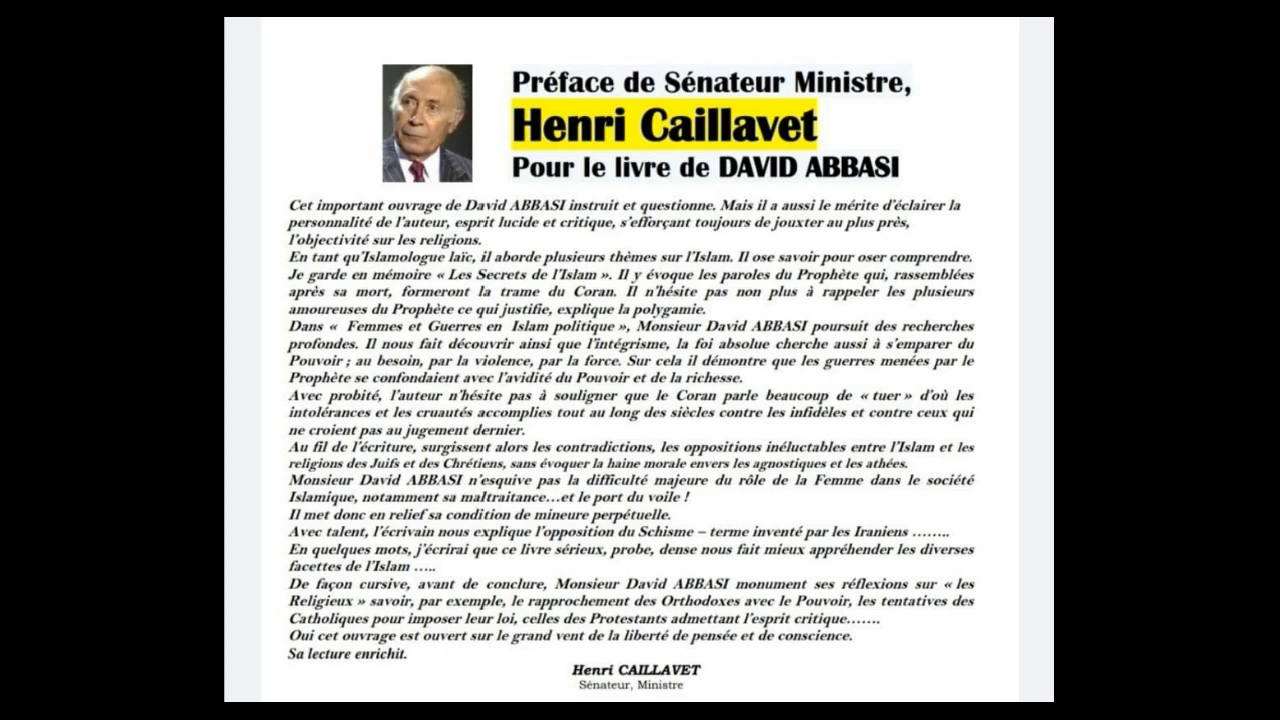 Préface de Sénateur Ministre,
Henri Caillavet
Pour le livre de DAVID ABBASI
Cet important ouvrage de David ABBASI instruit et questionne. Mais il a aussi le mérite d'éclairer la
personnalité de l'auteur, esprit lucide et critique, s'efforçant toujours de jouxter au plus près,
l'objectivité sur les religions.
En tant qu'Islamologue laïc, il aborde plusieurs thèmes sur l'Islam. Il ose savoir pour oser comprendre.
Je garde en mémoire « Les Secrets de l'Islam ». Il y évoque les paroles du Prophète qui, rassemblées
après sa mort, formeront la trame du Coran. Il n'hésite pas non plus à rappeler les plusieurs
amoureuses du Prophète ce qui justifie, explique la polygamie.
Dans « Femmes et Guerres en Islam politique », Monsieur David ABBASI poursuit des recherches
profondes. Il nous fait découvrir ainsi que l'intégrisme, la foi absolue cherche aussi à s'emparer du
Pouvoir ; au besoin, par la violence, par la force. Sur cela il démontre que les guerres menées par le
Prophète se confondaient avec l'avidité du Pouvoir et de la richesse.
Avec probité, l'auteur n'hésite pas à souligner que le Coran parle beaucoup de « tuer » d'où les
intolérances et les cruautés accomplies tout au long des siècles contre les infidèles et contre ceux qui
ne croient pas au jugement dernier.
Au fil de l'écriture, surgissent alors les contradictions, les oppositions inéluctables entre l'Islam et les
religions des Juifs et des Chrétiens, sans évoquer la haine morale envers les agnostiques et les athées.
Monsieur David ABBASI n'esquive pas la difficulté majeure du rôle de la Femme dans le société
Islamique, notamment sa maltraitance…et le port du voile !
Il met donc en relief sa condition de mineure perpétuelle.
Avec talent, l'écrivain nous explique l'opposition du Schisme – terme inventé par les Iraniens ……..
En quelques mots, j'écrirai que ce livre sérieux, probe, dense nous fait mieux appréhender les diverses
facettes de l'Islam …..
De façon cursive, avant de conclure, Monsieur David ABBASI monument ses réflexions sur « les
Religieux » savoir, par exemple, le rapprochement des Orthodoxes avec le Pouvoir, les tentatives des
Catholiques pour imposer leur loi, celles des Protestants admettant l'esprit critique…….
Oui cet ouvrage est ouvert sur le grand vent de la liberté de pensée et de conscience.
Sa lecture enrichit.
Henri CAILLAVET
Sénateur, Ministre